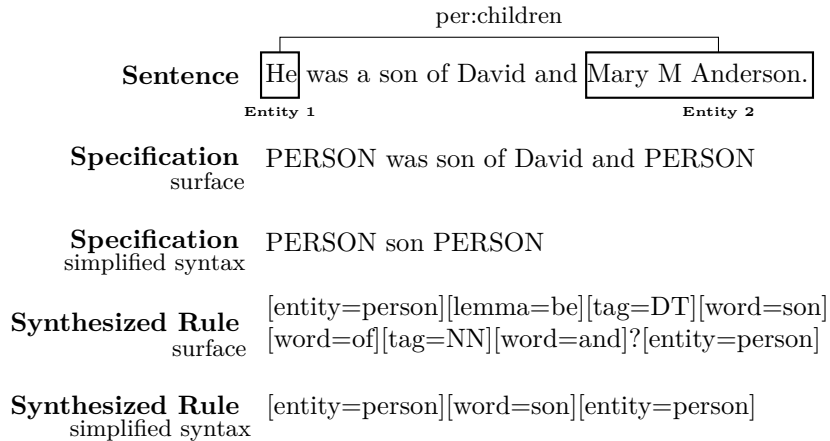 per:children
Sentence He was a son of David and Mary M Anderson.
Entity 1 Entity 2
Specification PERSON was son of David and PERSON
surface
Specification PERSON son PERSON
simplified syntax
[entity=person][lemma=be][tag=DT][word=son]
Synthesized Rule
[word=of][tag=NN][word=and]?[entity=person]
surface
Synthesized Rule [entity=person][word=son][entity=person]
simplified syntax